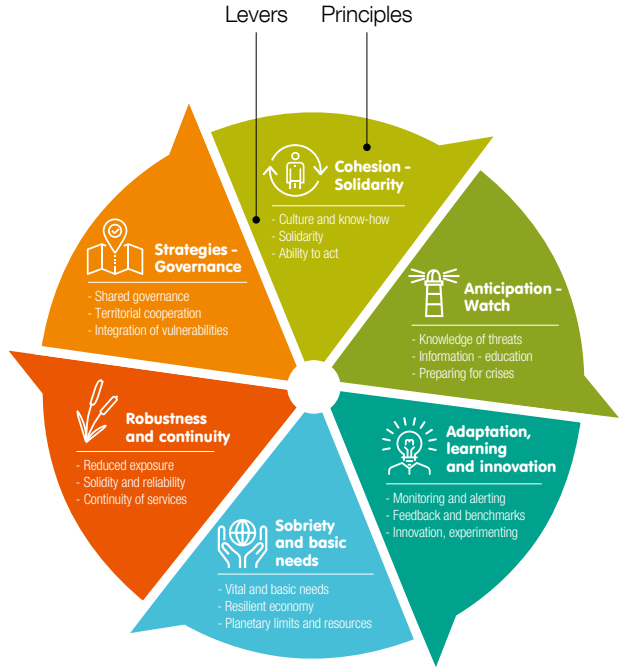 Levers
Principles
Cohesion -
Solidarity
- Culture and know-how
- Solidarity
- Ability to act
Anticipation -
Watch
- Knowledge of threats
- Information - education
- Preparing for crises
Adaptation,
learning
and innovation
- Monitoring and alerting
- Feedback and benchmarks
- Innovation, experimenting
Sobriety
and basic
needs
- Vital and basic needs
- Resilient economy
- Planetary limits and resources
Robustness
and continuity
- Reduced exposure
- Solidity and reliability
- Continuity of services
Strategies -
Governance
- Shared governance
- Territorial cooperation
- Integration of vulnerabilities